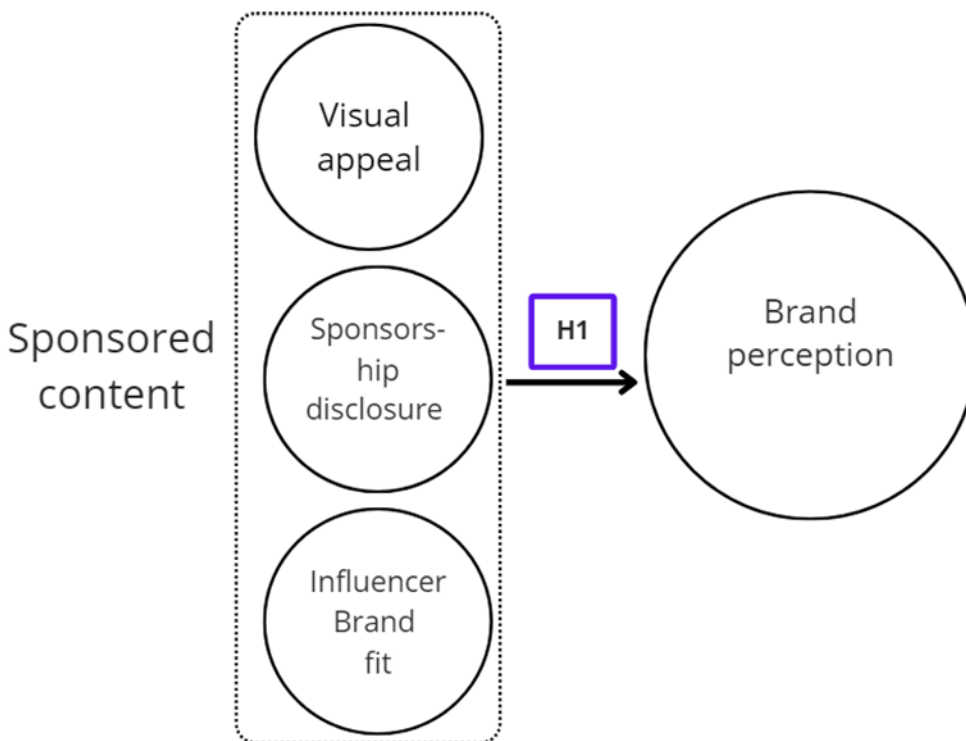 Visual
appeal
Sponsored
content
Sponsors-
hip
disclosure
H1
Brand
perception
Influencer
Brand
fit